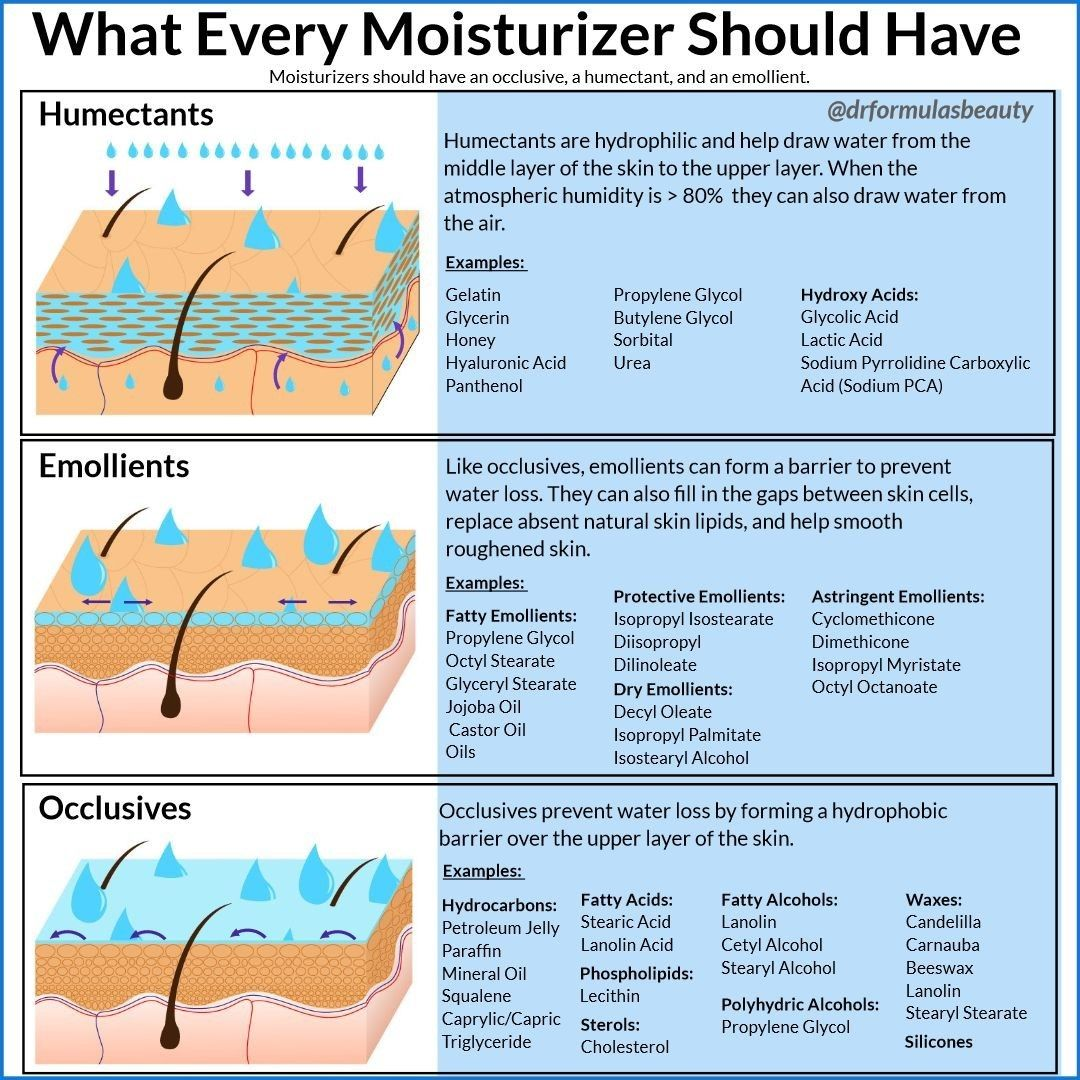 What Every Moisturizer Should Have
Moisturizers should have an occlusive, a humectant, and an emollient.
Humectants
@drformulasbeauty
Humectants are hydrophilic and help draw water from the
middle layer of the skin to the upper layer. When the
atmospheric humidity is > 80% they can also draw water from
the air.
Examples:
Gelatin
Glycerin
Honey
Hyaluronic Acid
Panthenol
Propylene Glycol
Butylene Glycol
Sorbital
Urea
Hydroxy Acids:
Glycolic Acid
Lactic Acid
Sodium Pyrrolidine Carboxylic
Acid (Sodium PCA)
Emollients
Like occlusives, emollients can form a barrier to prevent
water loss. They can also fill in the gaps between skin cells,
replace absent natural skin lipids, and help smooth
roughened skin.
Examples:
Fatty Emollients:
Propylene Glycol
Octyl Stearate
Glyceryl Stearate
Jojoba Oil
Castor Oil
Oils
Protective Emollients:
Isopropyl Isostearate
Diisopropyl
Dilinoleate
Dry Emollients:
Decyl Oleate
Isopropyl Palmitate
Isostearyl Alcohol
Astringent Emollients:
Cyclomethicone
Dimethicone
Isopropyl Myristate
Octyl Octanoate
Occlusives
Occlusives prevent water loss by forming a hydrophobic
barrier over the upper layer of the skin.
Examples:
Hydrocarbons:
Petroleum Jelly
Paraffin
Mineral Oil
Squalene
Caprylic/Capric
Triglyceride
Fatty Acids:
Stearic Acid
Lanolin Acid
Phospholipids:
Lecithin
Sterols:
Cholesterol
Fatty Alcohols:
Lanolin
Cetyl Alcohol
Stearyl Alcohol
Polyhydric Alcohols:
Propylene Glycol
Waxes:
Candelilla
Carnauba
Beeswax
Lanolin
Stearyl Stearate
Silicones